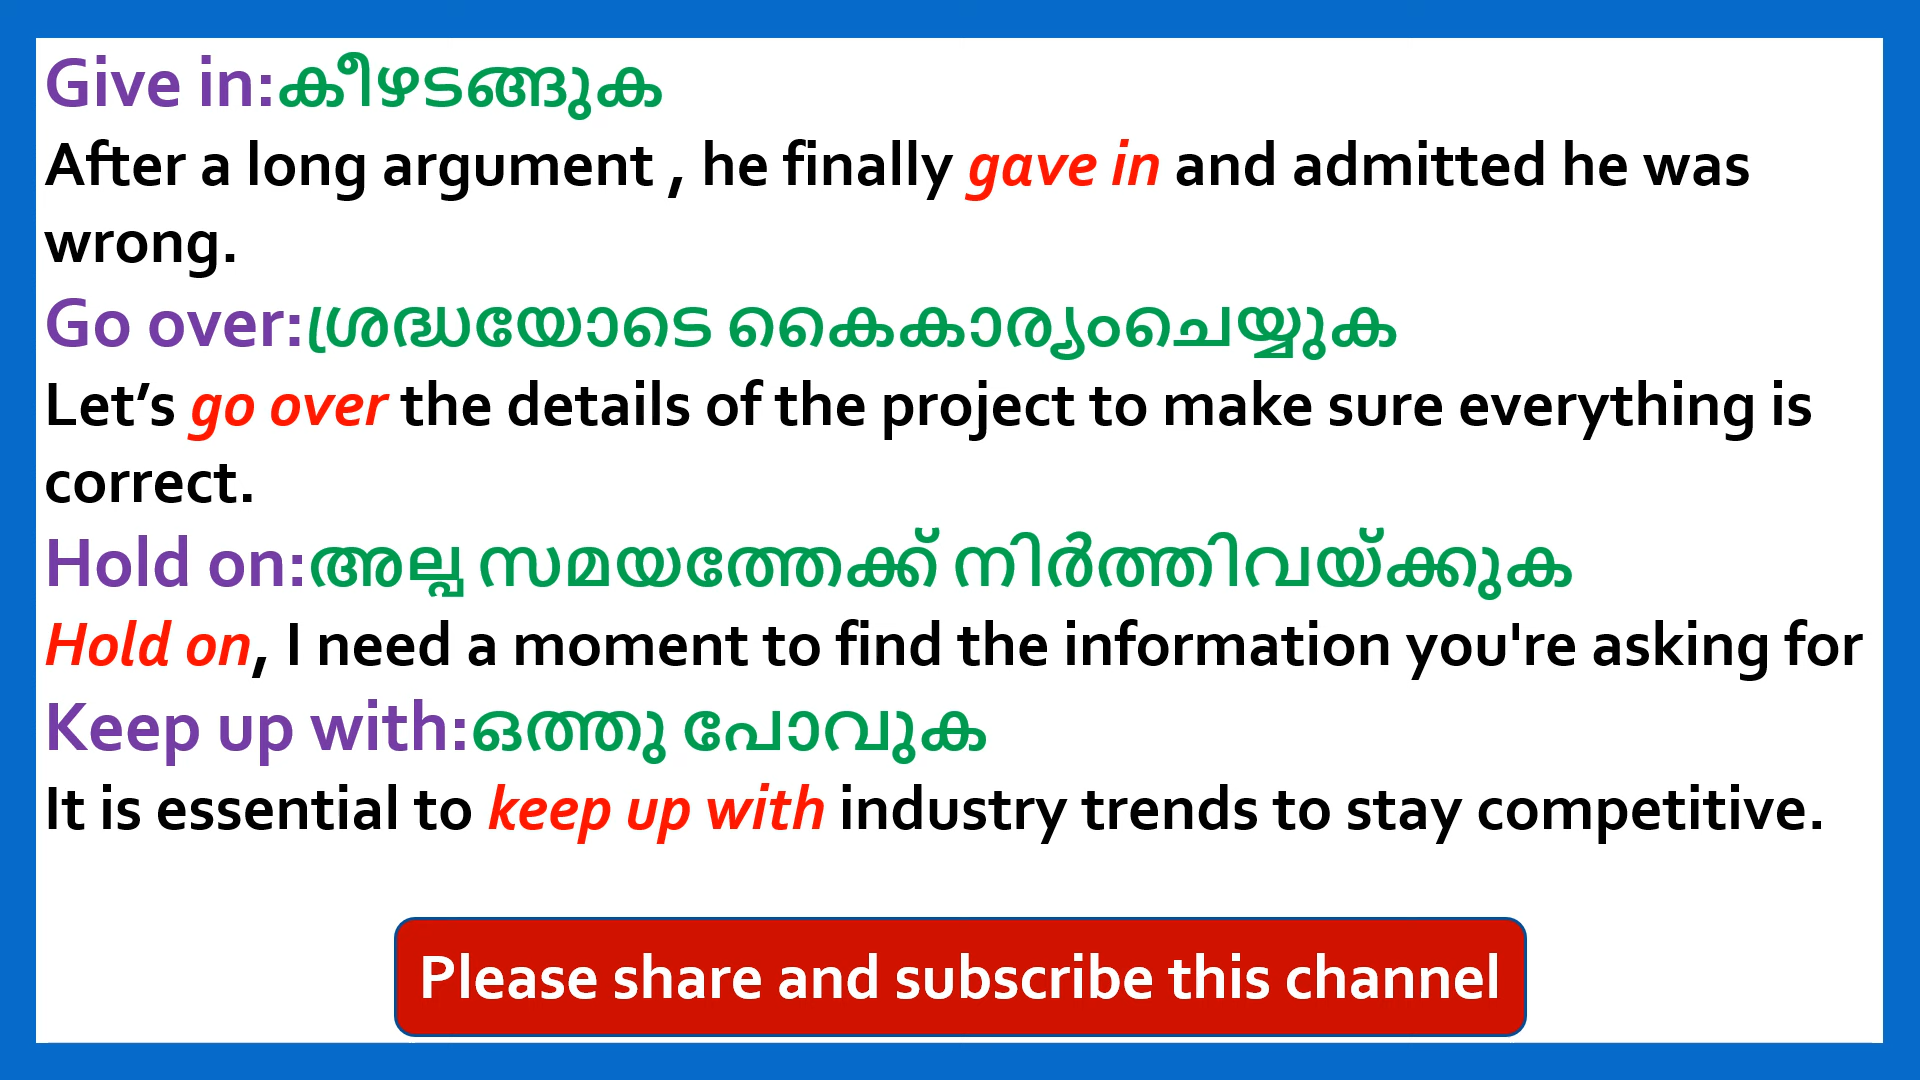 Give in:കീഴടങ്ങുക
After a long argument , he finally gave in and admitted he was
wrong.
Go over:ശ്രദ്ധയോടെ കൈകാര്യംചെയ്യുക
Let’s go over the details of the project to make sure everything is
correct.
Hold on:അല്പ സമയത്തേക്ക് നിർത്തിവയ്ക്കുക
Hold on, I need a moment to find the information you're asking for
Keep up with:ഒത്തു പോവുക
It is essential to keep up with industry trends to stay competitive.
Please share and subscribe this channel